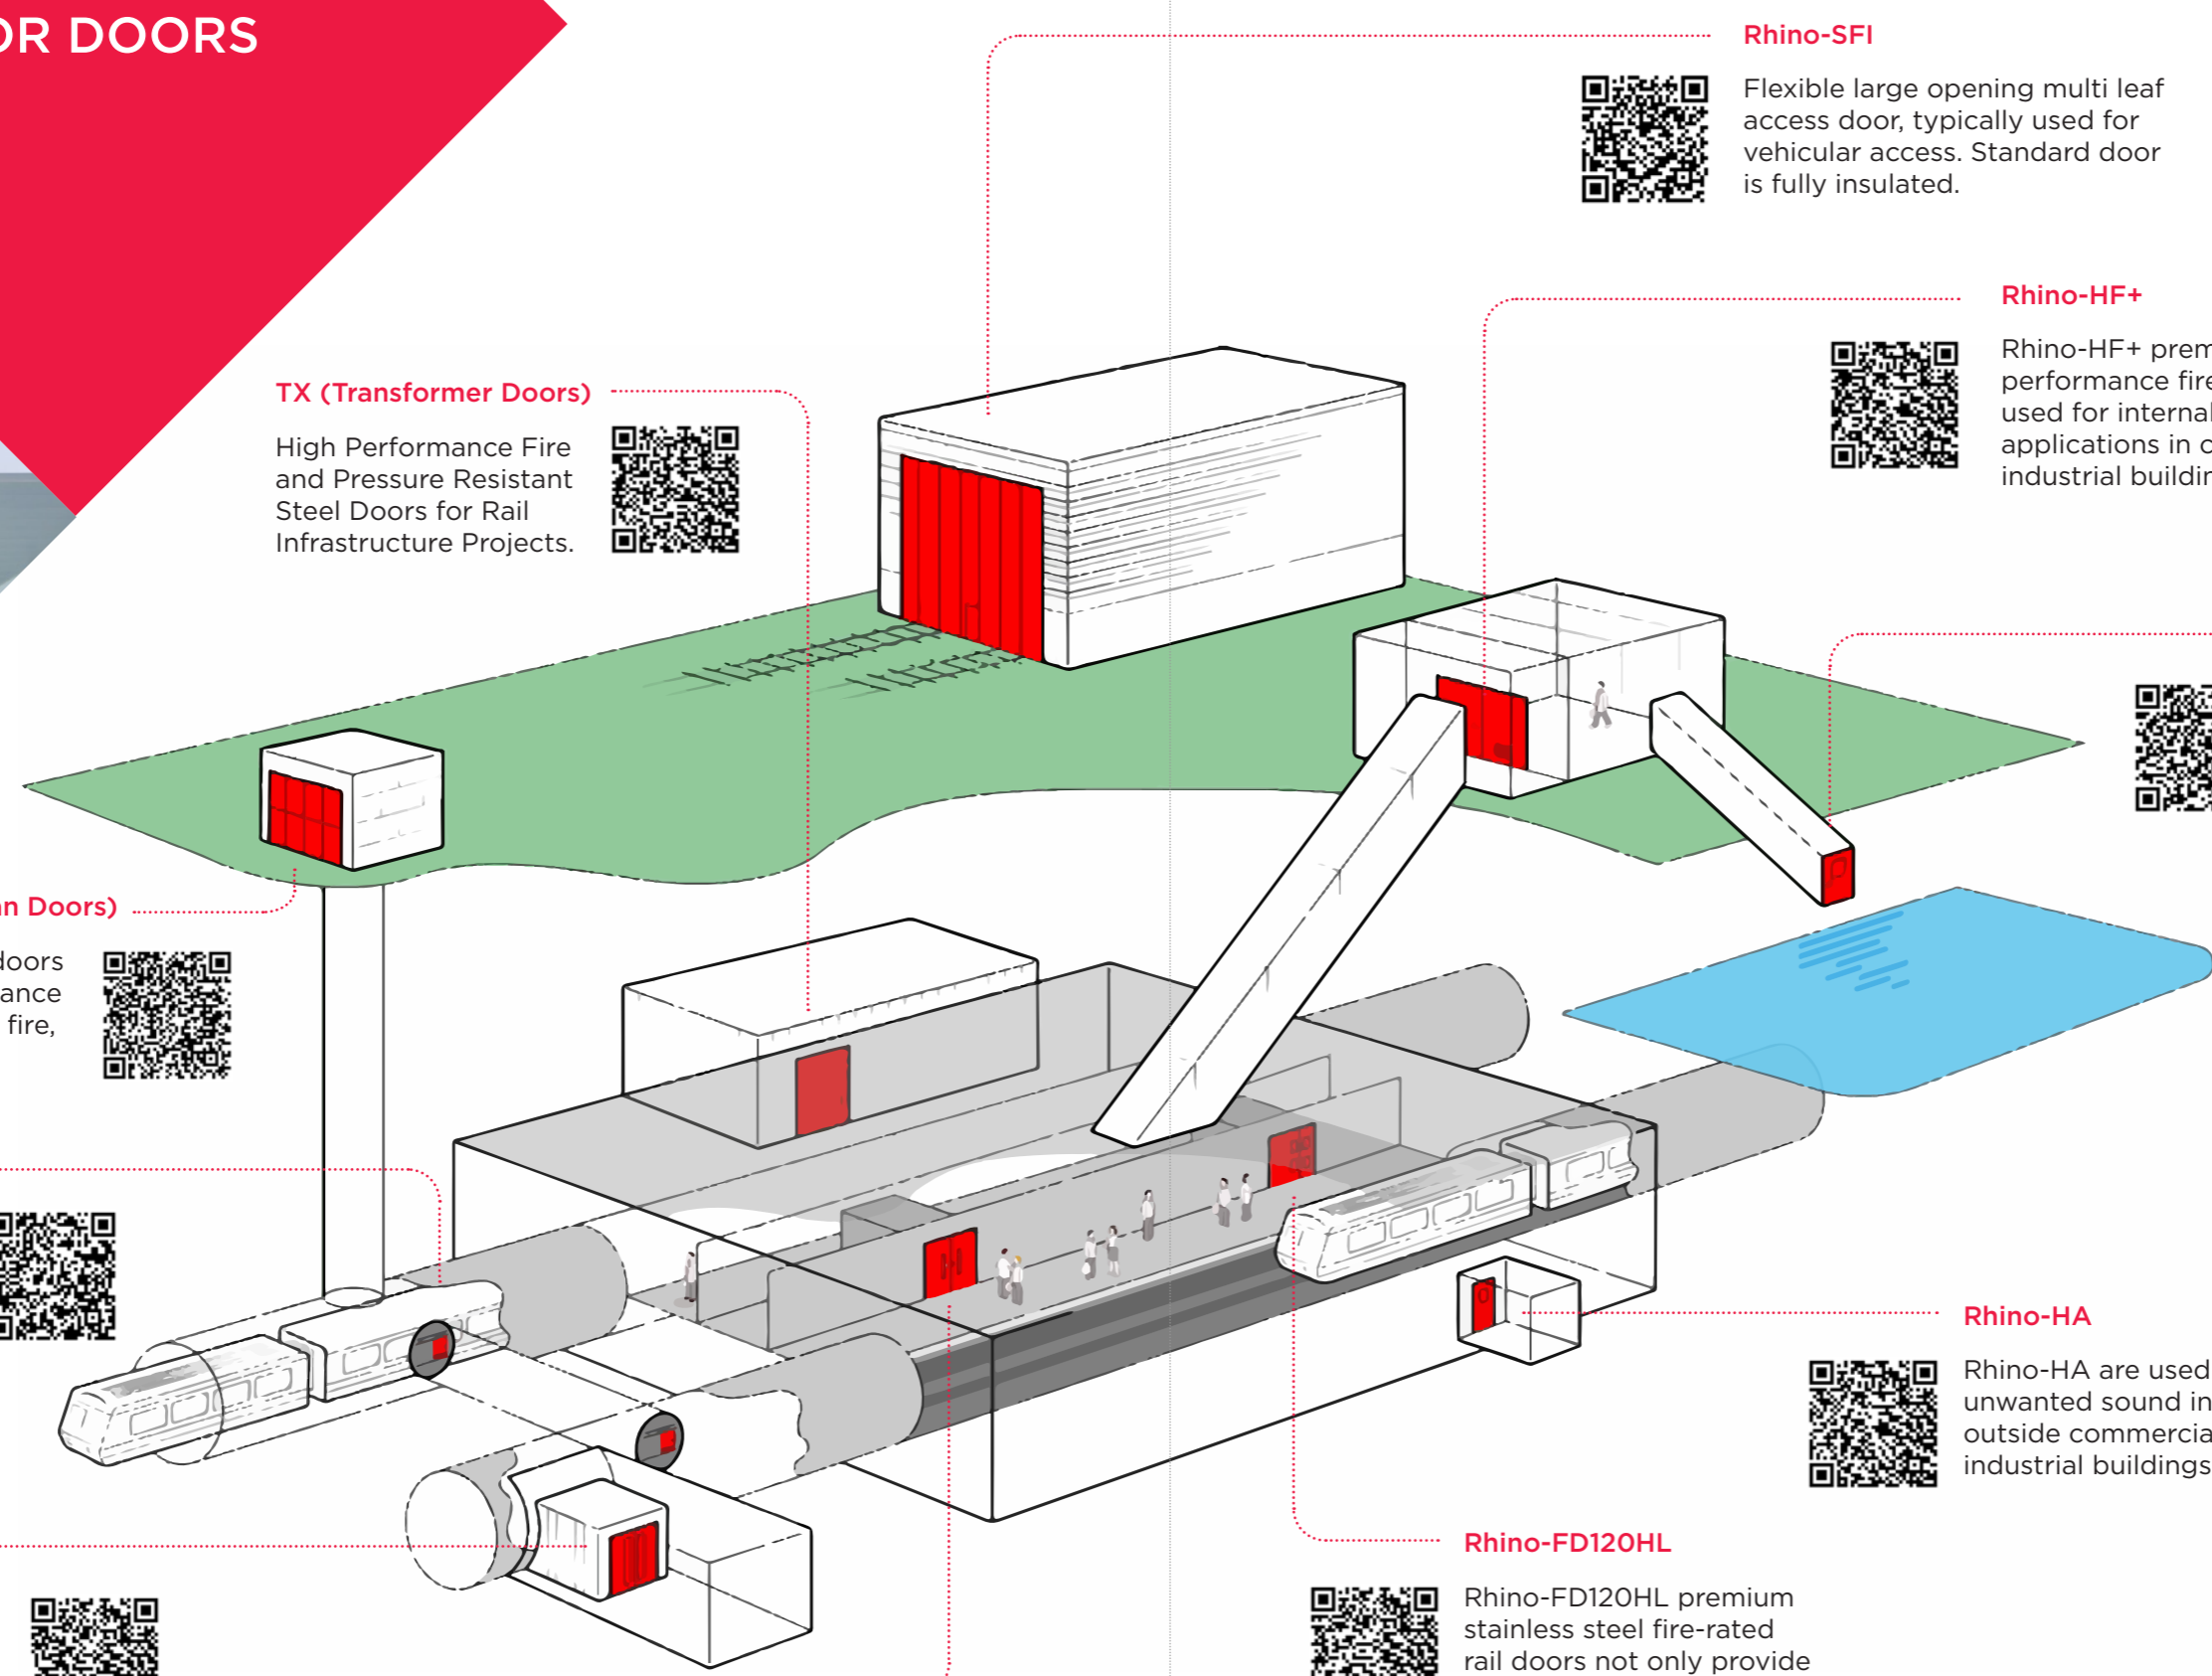 OR DOORS
Rhino-SFI
Flexible large opening multi leaf
access door, typically used for
vehicular access. Standard door
is fully insulated.
Rhino-HF+
Rhino-HF+ prem
performance fire
used for internal
applications in c
industrial buildin
TX (Transformer Doors)
High Performance Fire
and Pressure Resistant
Steel Doors for Rail
Infrastructure Projects.
n Doors)
doors
ance
fire,
Rhino-HA
Rhino-HA are used
unwanted sound in
outside commercia
industrial buildings
Rhino-FD120HL
Rhino-FD120HL premium
stainless steel fire-rated
rail doors not only provide